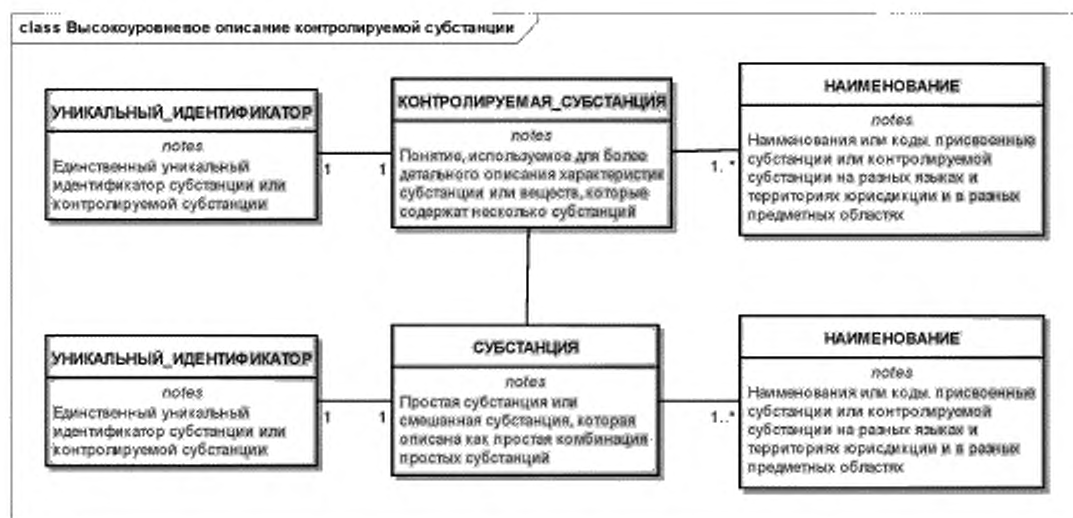 class Высокоуровневое описание контролируемой субстанции
УНИКАЛЬНЫЙ_ИДЕНТИФИКАТОР
notes
Единственный уникальный
идентификатор субстанции или
контролируемой субстанции
1
1
КОНТРОЛИРУЕМАЯ_СУБСТАНЦИЯ
notes
Понятие, используемое для более
детального описания характеристик
субстанции или веществ, которые
содержат несколько субстанций
1..*
НАИМЕНОВАНИЕ
notes
Наименования или коды, присвоенные
субстанции или контролируемой
субстанции на разных языках и
территориях юрисдикции и в разных
предметных областях
УНИКАЛЬНЫЙ_ИДЕНТИФИКАТОР
notes
Единственный уникальный
идентификатор субстанции или
контролируемой субстанции
1
1
СУБСТАНЦИЯ
notes
Простая субстанция или
смешанная субстанция, которая
описана как простая комбинация
простых субстанций
1..*
НАИМЕНОВАНИЕ
notes
Наименования или коды, присвоенные
субстанции или контролируемой
субстанции на разных языках и
территориях юрисдикции и в разных
предметных областях